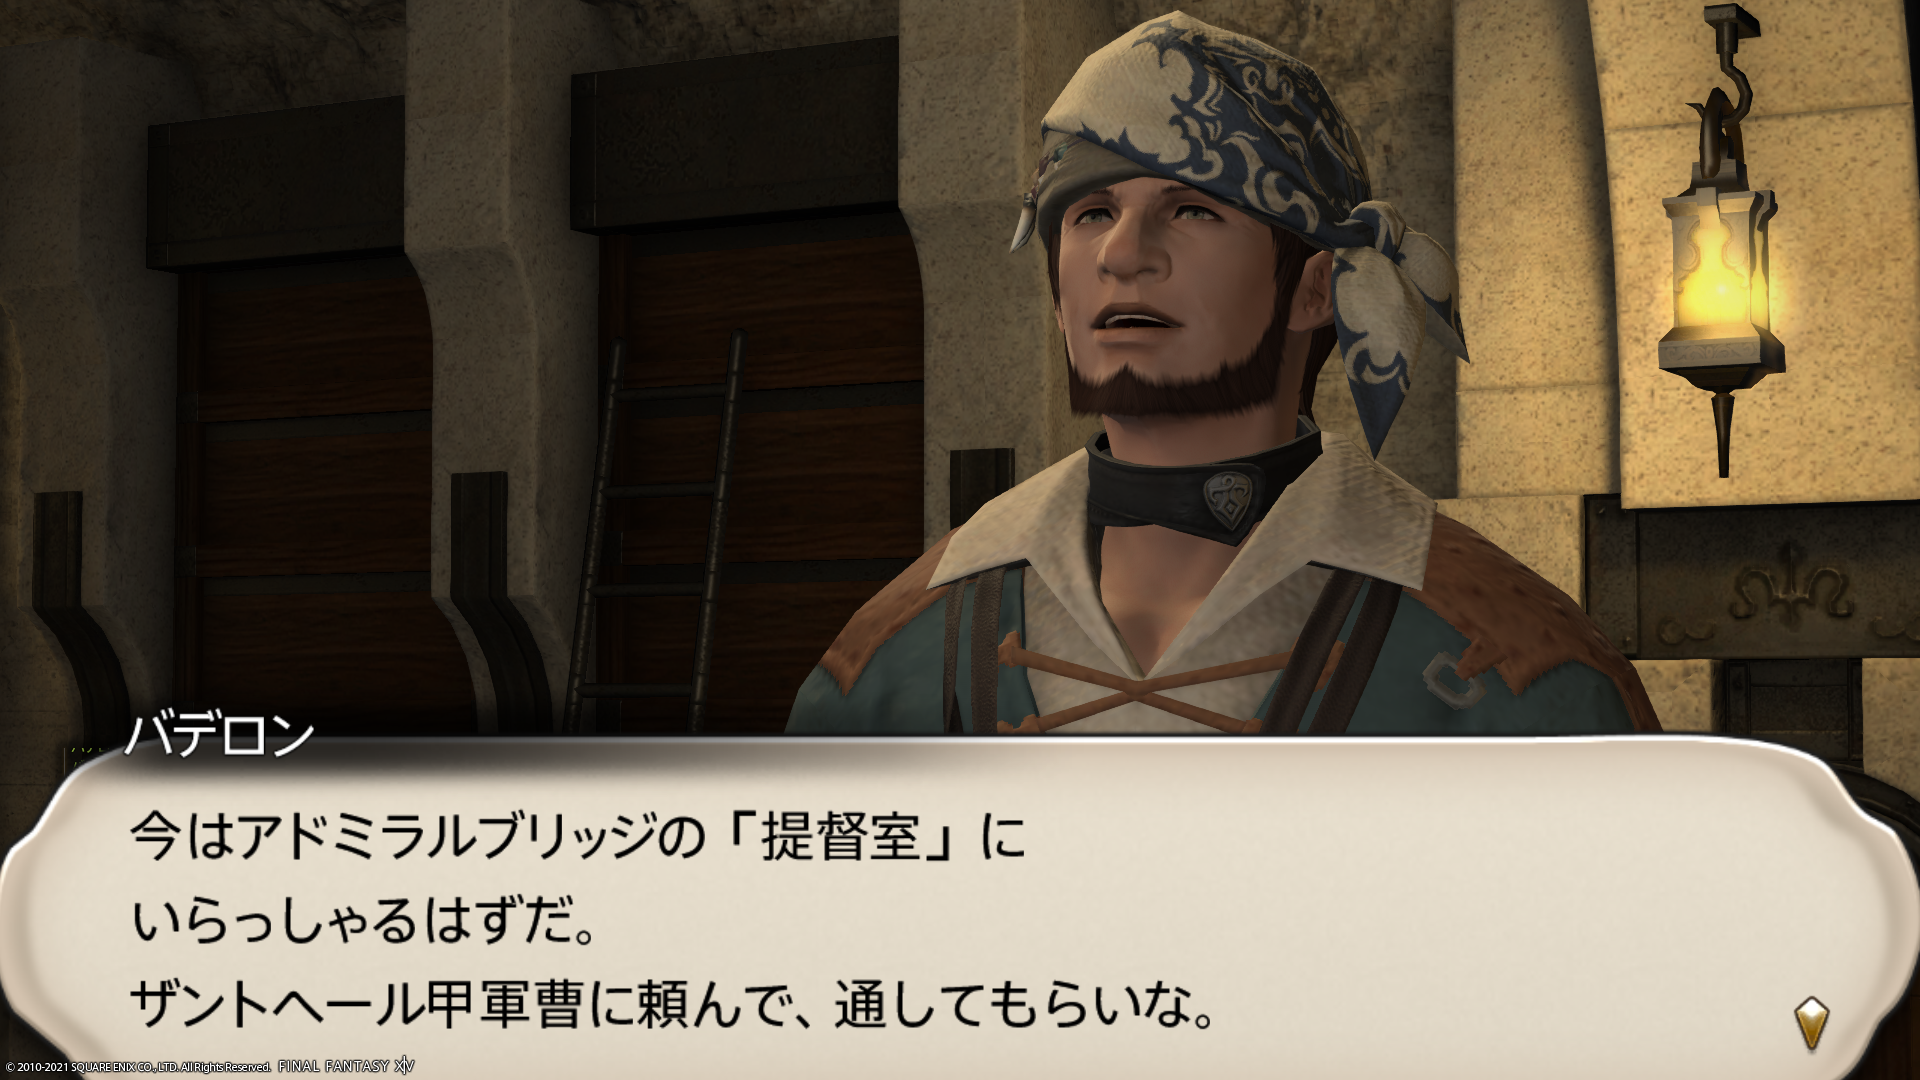 バデロン
今はアドミラルブリッジの「提督室」に
いらっしゃるはずだ。
ザントヘール甲軍曹に頼んで、通してもらいな。
© 2010-2021 SQUARE ENIX CO., LTD. All Rights Reserved. FINAL FANTASY XIV